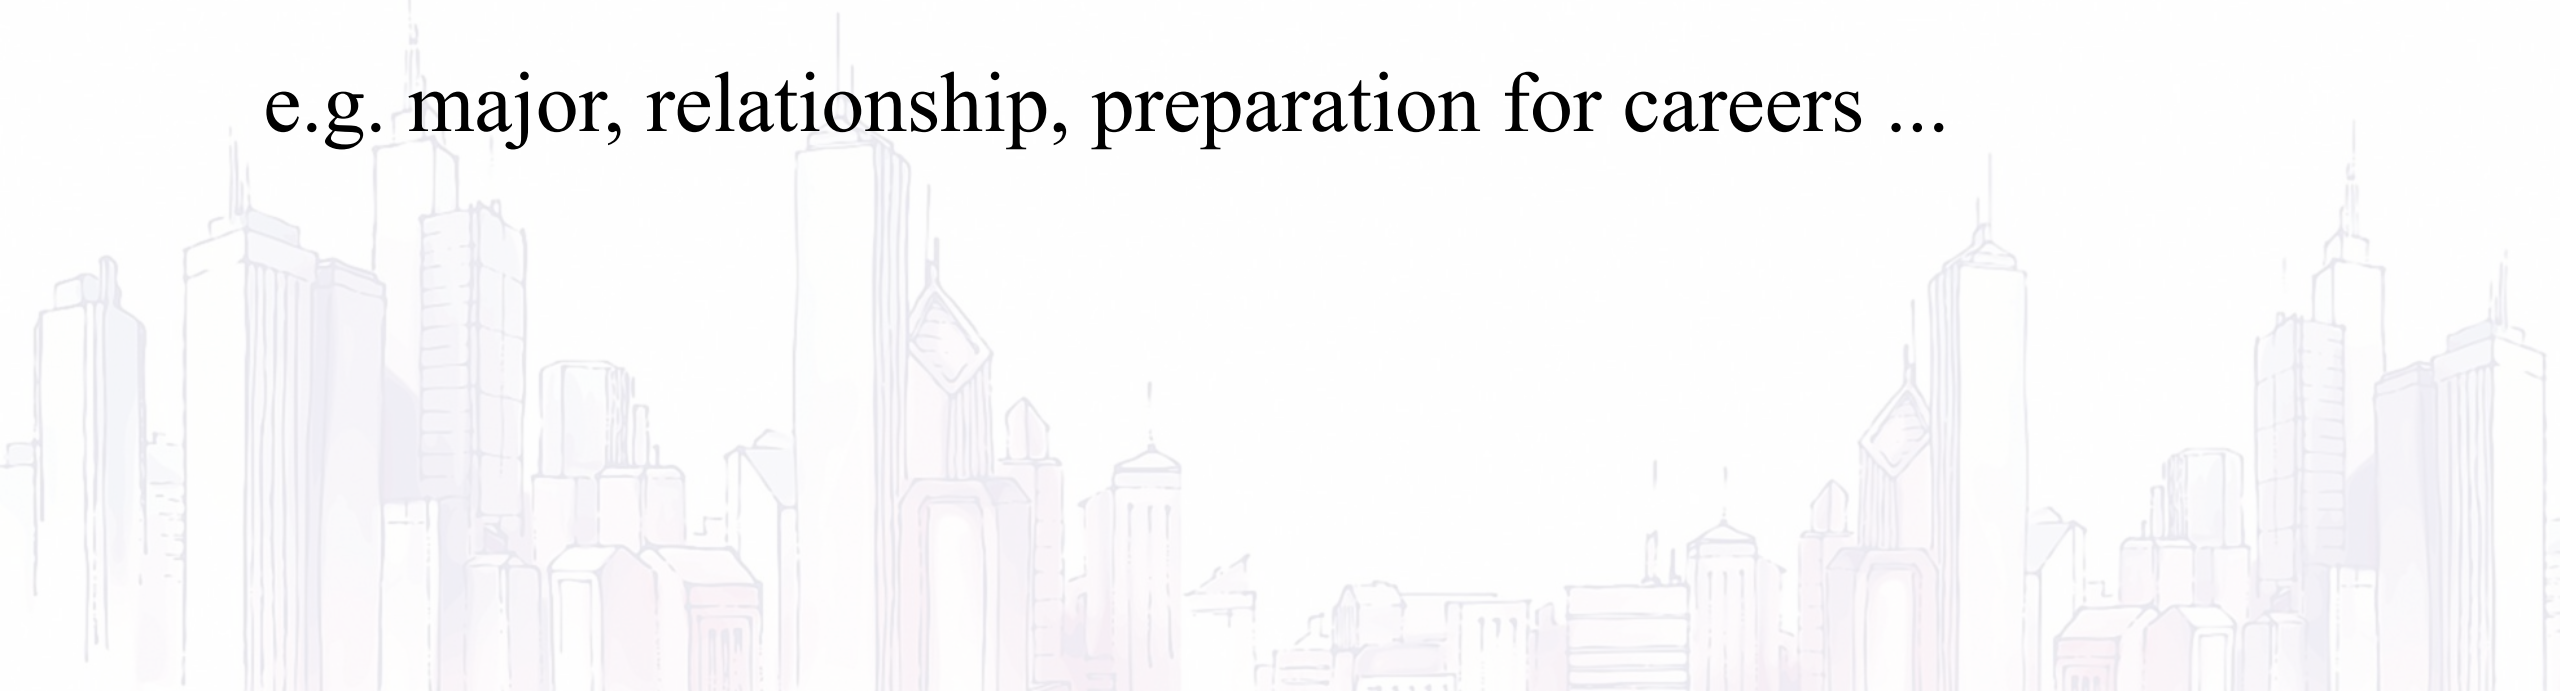 e.g. major, relationship, preparation for careers ...